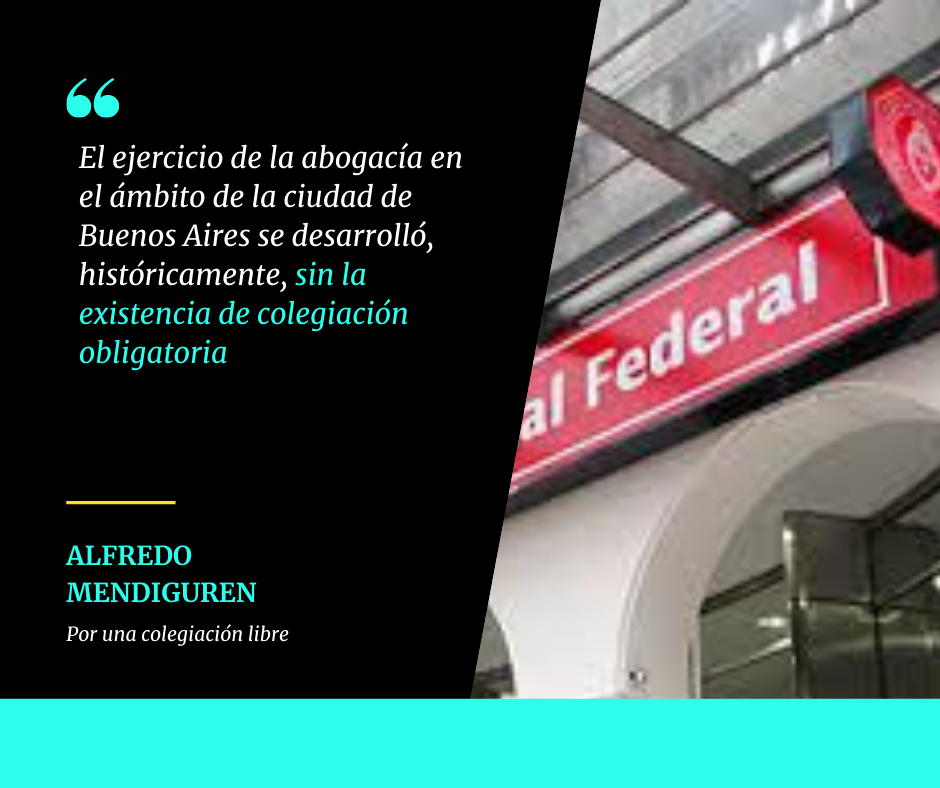 El ejercicio de la abogacía en
el ámbito de la ciudad de
Buenos Aires se desarrolló,
históricamente, sin la
existencia de colegiación
obligatoria
al Federal
ALFREDO
MENDIGUREN
Por una colegiación libre